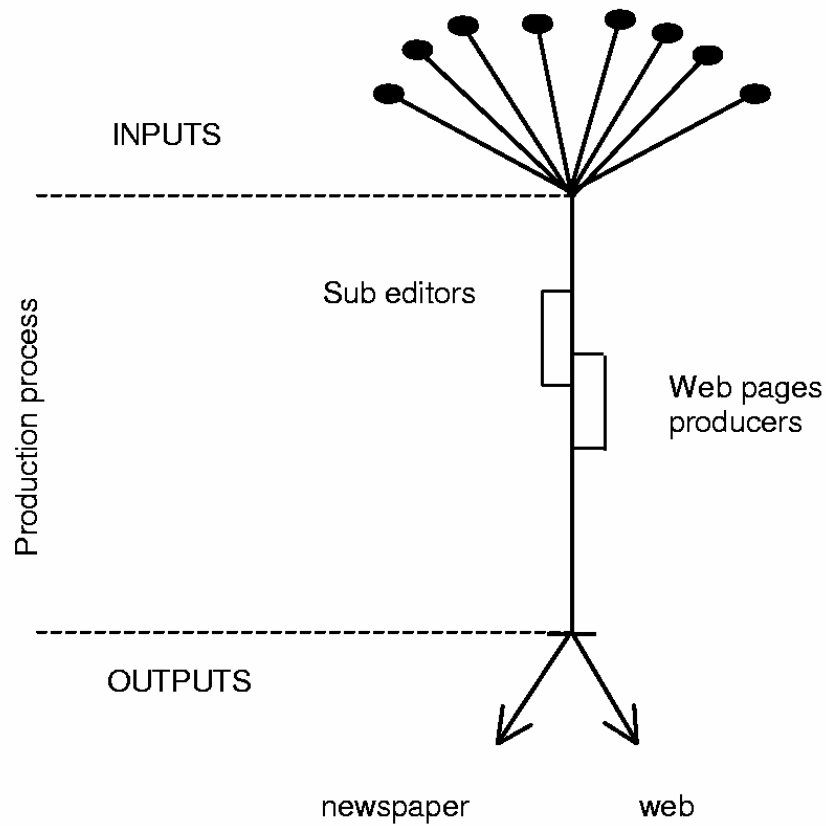 INPUTS
Sub editors
Production process
Web pages
producers
OUTPUTS
newspaper
web